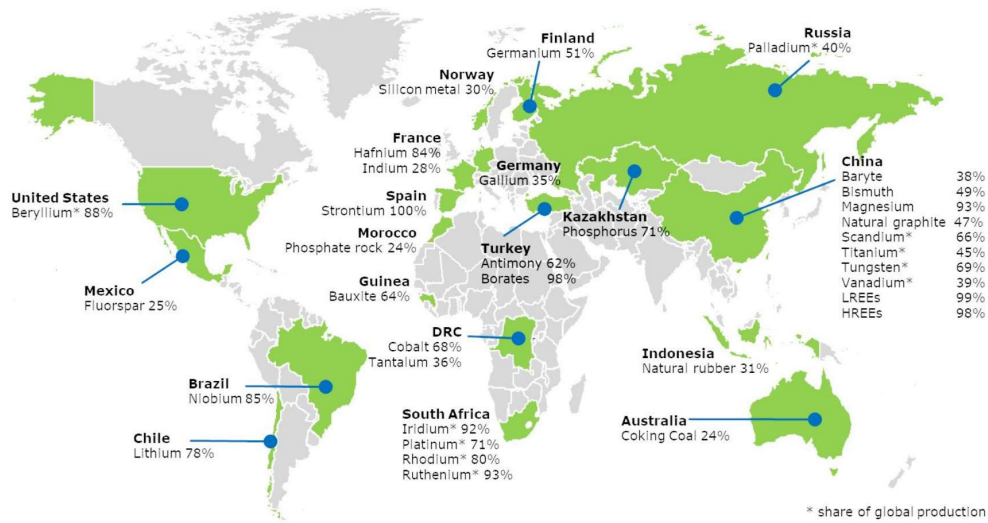 Finland
Germanium 51%
Russia
Palladium* 40%
Norway
Silicon metal 30%
France
Hafnium 84%
Indium 28%
Germany
Gallium 35%
China
Baryte 38%
Bismuth 49%
Magnesium 93%
Natural graphite 47%
Scandium* 66%
Titanium* 45%
Tungsten* 69%
Vanadium* 39%
LREEs 99%
HREEs 98%
United States
Beryllium* 88%
Spain
Strontium 100%
Kazakhstan
Phosphorus 71%
Morocco
Phosphate rock 24%
Turkey
Antimony 62%
Borates 98%
Mexico
Fluorspar 25%
Guinea
Bauxite 64%
DRC
Cobalt 68%
Tantalum 36%
Indonesia
Natural rubber 31%
Brazil
Niobium 85%
South Africa
Iridium* 92%
Platinum* 71%
Rhodium* 80%
Ruthenium* 93%
Australia
Coking Coal 24%
Chile
Lithium 78%
* share of global production